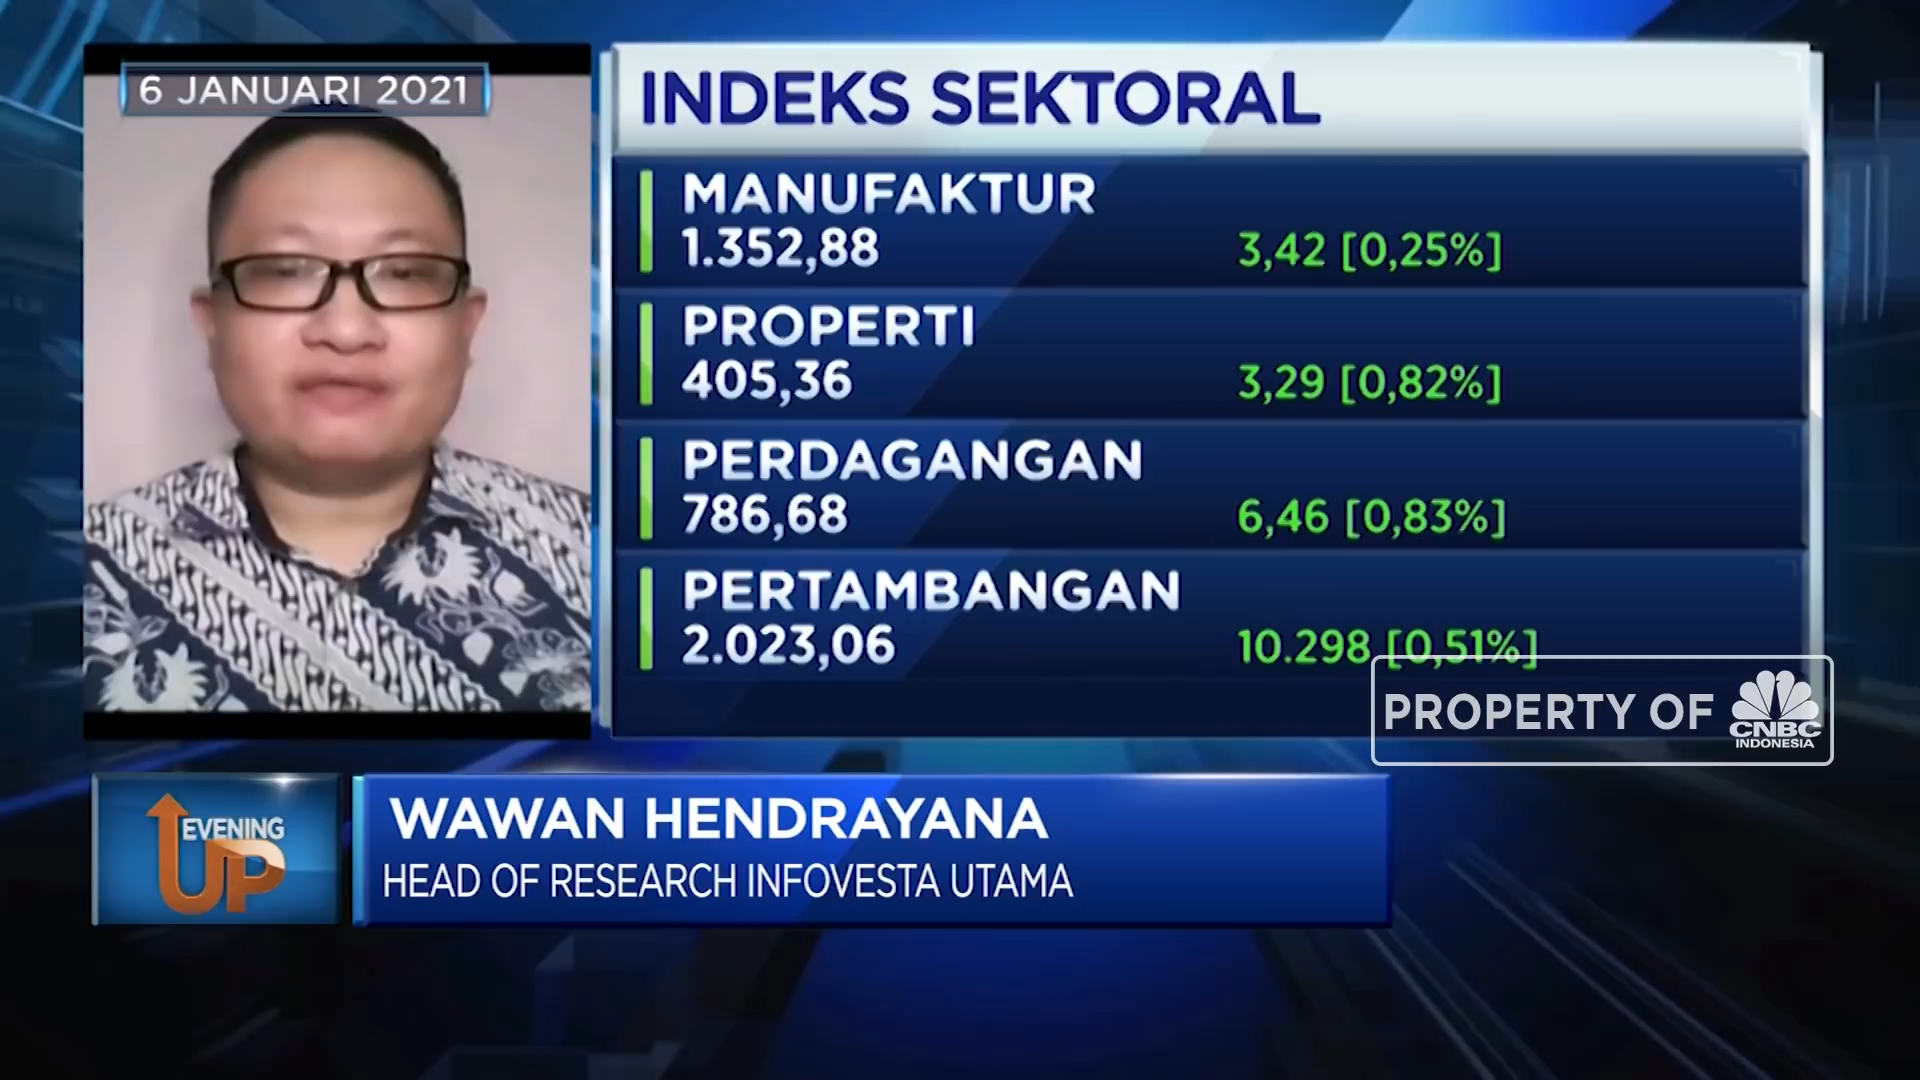 6 JANUARI 2021
INDEKS SEKTORAL
MANUFAKTUR
1.352,88 3,42 [0,25%]
PROPERTI
405,36 3,29 [0,82%]
PERDAGANGAN
786,68 6,46 [0,83%]
PERTAMBANGAN
2.023,06 10.298 [0,51%]
PROPERTY OF CNBC INDONESIA
EVENING UP
WAWAN HENDRAYANA
HEAD OF RESEARCH INFOVESTA UTAMA